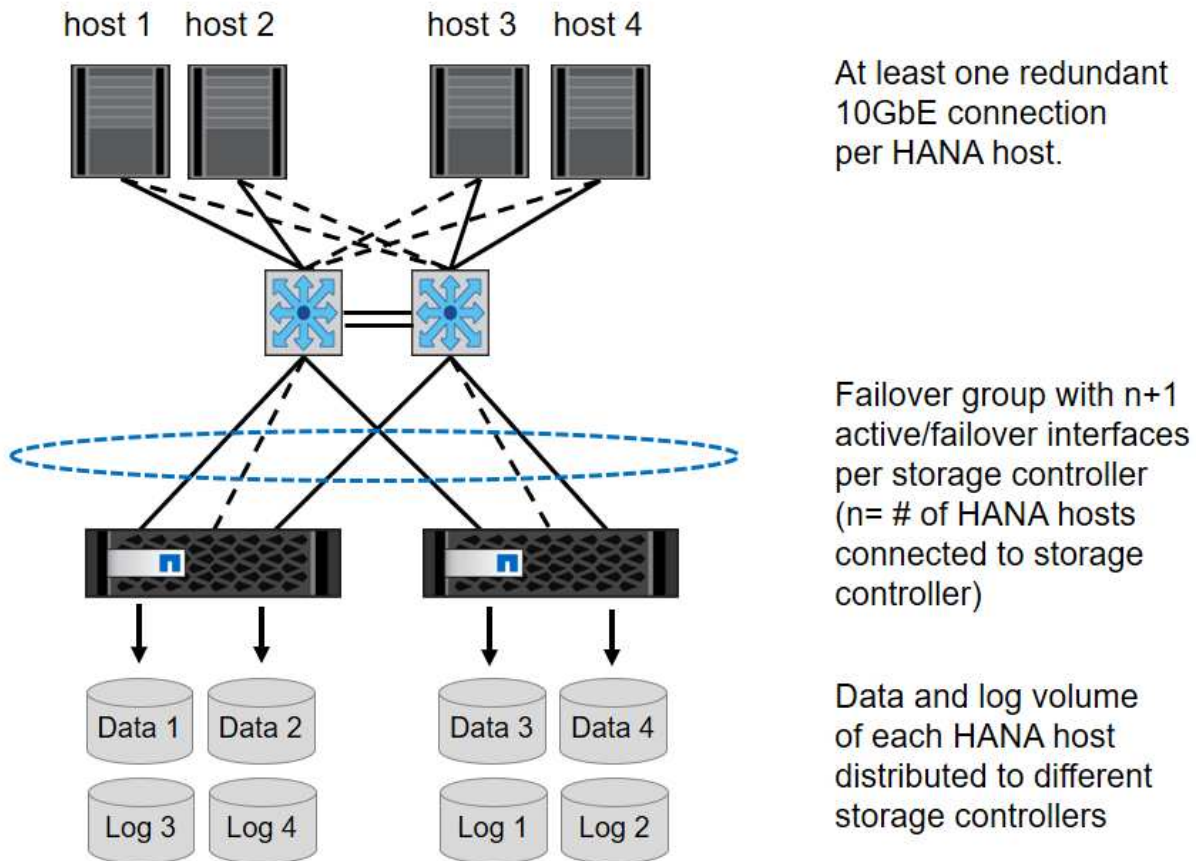 host 1 host 2 host 3 host 4
At least one redundant
10GbE connection
per HANA host.
Failover group with n+1
active/failover interfaces
per storage controller
(n= # of HANA hosts
connected to storage
controller)
Data 1 Data 2 Data 3 Data 4
Log 3 Log 4 Log 1 Log 2
Data and log volume
of each HANA host
distributed to different
storage controllers